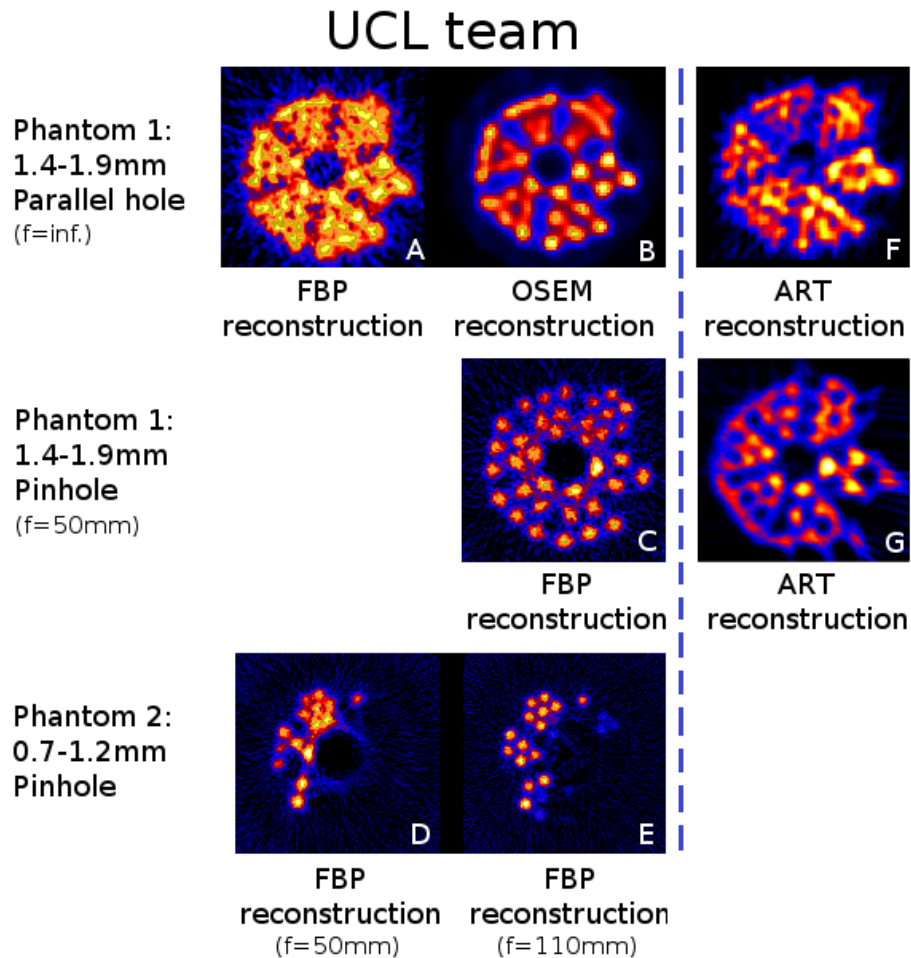 UCL team
Phantom 1:
1.4-1.9mm
Parallel hole
(f=inf.)
A
B
F
FBP
reconstruction
OSEM
reconstruction
ART
reconstruction
Phantom 1:
1.4-1.9mm
Pinhole
(f=50mm)
C
G
FBP
reconstruction
ART
reconstruction
Phantom 2:
0.7-1.2mm
Pinhole
D
E
FBP
reconstruction
(f=50mm)
FBP
reconstruction
(f=110mm)